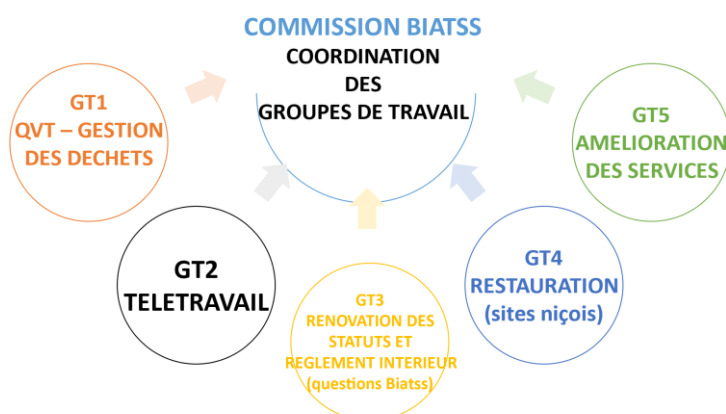 COMMISSION BIATSS
COORDINATION
DES
GROUPES DE TRAVAIL
GT1
QVT – GESTION
DES DECHETS
GT2
TELETRAVAIL
GT3
RENOVATION DES
STATUTS ET
REGLEMENT INTERIEUR
(questions Biatss)
GT4
RESTAURATION
(sites niçois)
GT5
AMELIORATION
DES SERVICES